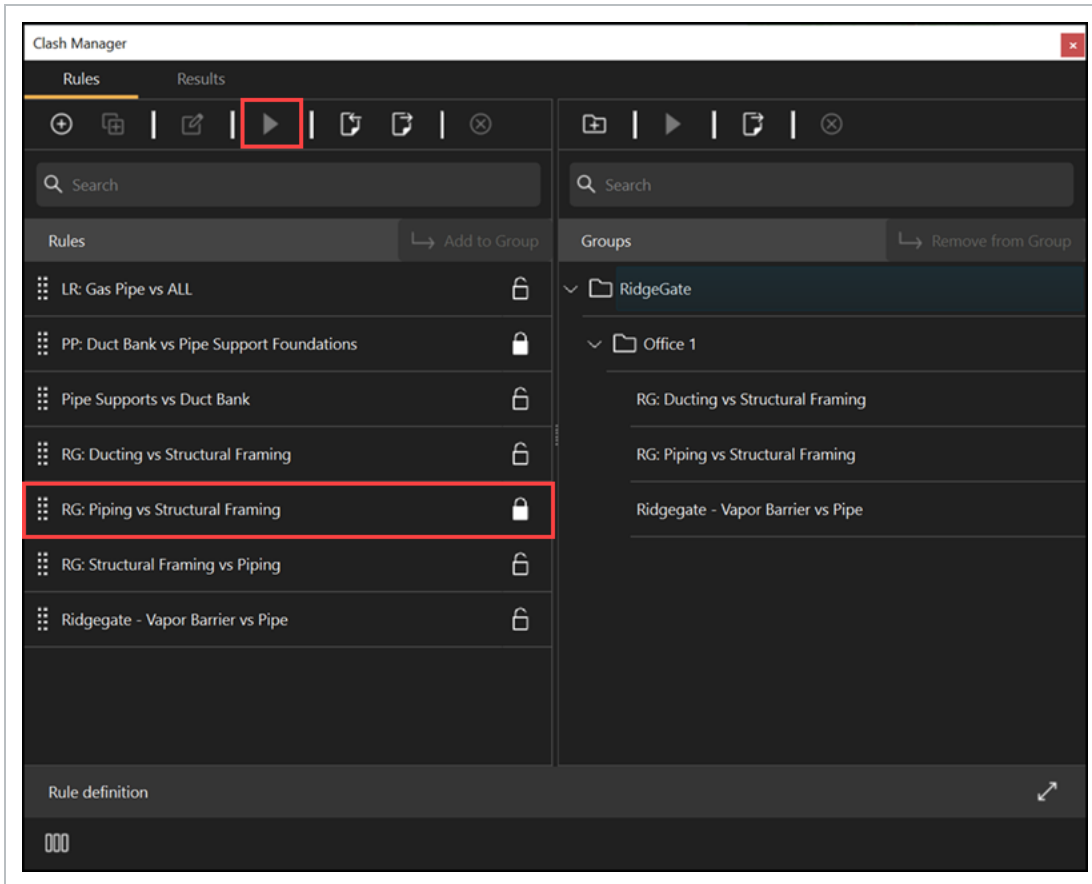 Clash Manager
Rules Results
Search
Search
Rules Add to Group
Groups Remove from Group
LR: Gas Pipe vs ALL
PP: Duct Bank vs Pipe Support Foundations
Pipe Supports vs Duct Bank
RG: Ducting vs Structural Framing
RG: Piping vs Structural Framing
RG: Structural Framing vs Piping
Ridgegate - Vapor Barrier vs Pipe
RidgeGate
Office 1
RG: Ducting vs Structural Framing
RG: Piping vs Structural Framing
Ridgegate - Vapor Barrier vs Pipe
Rule definition